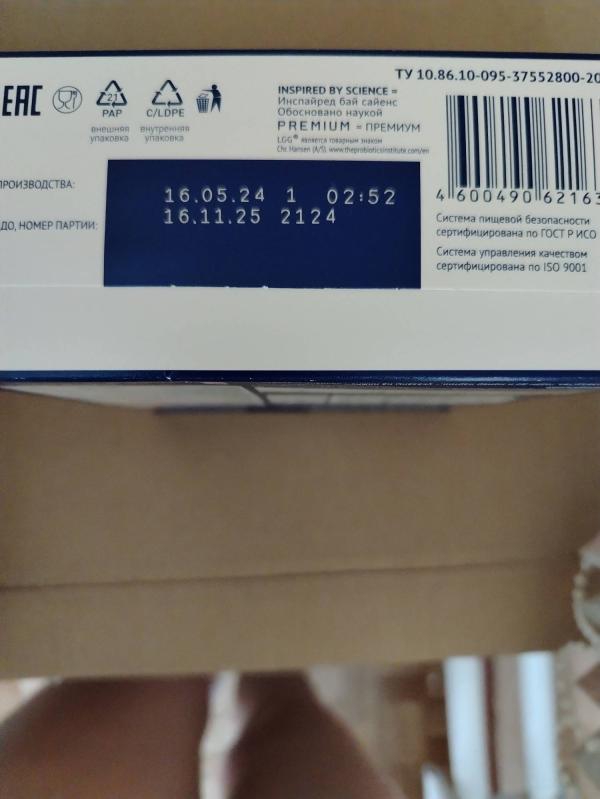 ТУ 10.86.10-095-37552800-20
EAC
21
PAP
C/LDPE
внешняя
упаковка
внутренняя
упаковка
INSPIRED BY SCIENCE =
Инспайред бай сайенс
Обосновано наукой
PREMIUM = ПРЕМИУМ
LGG® является товарным знаком
Chr. Hansen (A/S). www.theprobioticsinstitute.com/en
4 600490 62163
ПРОИЗВОДСТВА:
16.05.24 1 02:52
ДО, НОМЕР ПАРТИИ:
16.11.25 2124
Система пищевой безопасности
сертифицирована по ГОСТ Р ИСО
Система управления качеством
сертифицирована по ISO 9001